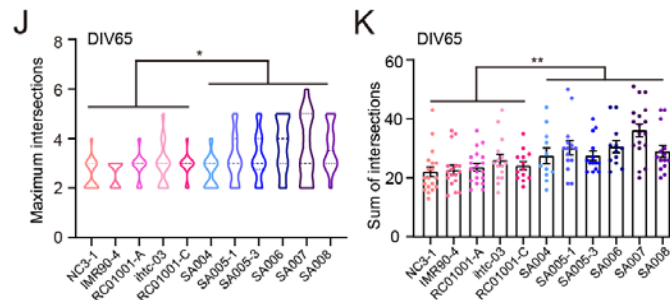 J
DIV65
*
Maximum intersections
8
6
4
2
0
NC3-1
IMR90-4
RC01001-A
ihtc-03
RC01001-C
SA004
SA005-1
SA005-3
SA006
SA007
SA008
K
DIV65
**
Sum of intersections
60
40
20
0
NC3-1
IMR90-4
RC01001-A
ihtc-03
RC01001-C
SA004
SA005-1
SA005-3
SA006
SA007
SA008